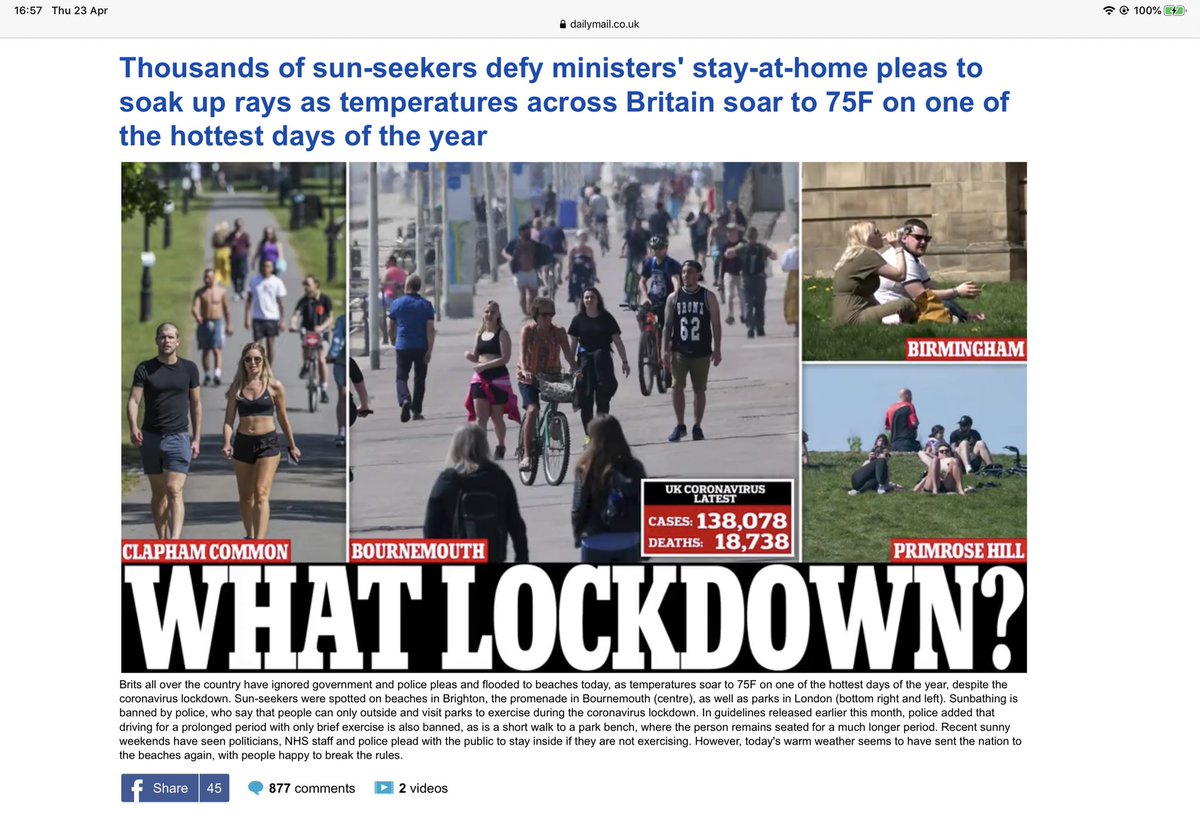 16:57 Thu 23 Apr
100%
dailymail.co.uk
Thousands of sun-seekers defy ministers' stay-at-home pleas to
soak up rays as temperatures across Britain soar to 75F on one of
the hottest days of the year
BRONX
62
BIRMINGHAM
UK CORONAVIRUS
LATEST
CASES: 138,078
DEATHS: 18,738
CLAPHAM COMMON
BOURNEMOUTH
PRIMROSE HILL
WHAT LOCKDOWN?
Brits all over the country have ignored government and police pleas and flooded to beaches today, as temperatures soar to 75F on one of the hottest days of the year, despite the
coronavirus lockdown. Sun-seekers were spotted on beaches in Brighton, the promenade in Bournemouth (centre), as well as parks in London (bottom right and left). Sunbathing is
banned by police, who say that people can only outside and visit parks to exercise during the coronavirus lockdown. In guidelines released earlier this month, police added that
driving for a prolonged period with only brief exercise is also banned, as is a short walk to a park bench, where the person remains seated for a much longer period. Recent sunny
weekends have seen politicians, NHS staff and police plead with the public to stay inside if they are not exercising. However, today's warm weather seems to have sent the nation to
the beaches again, with people happy to break the rules.
f Share 45
877 comments
2 videos